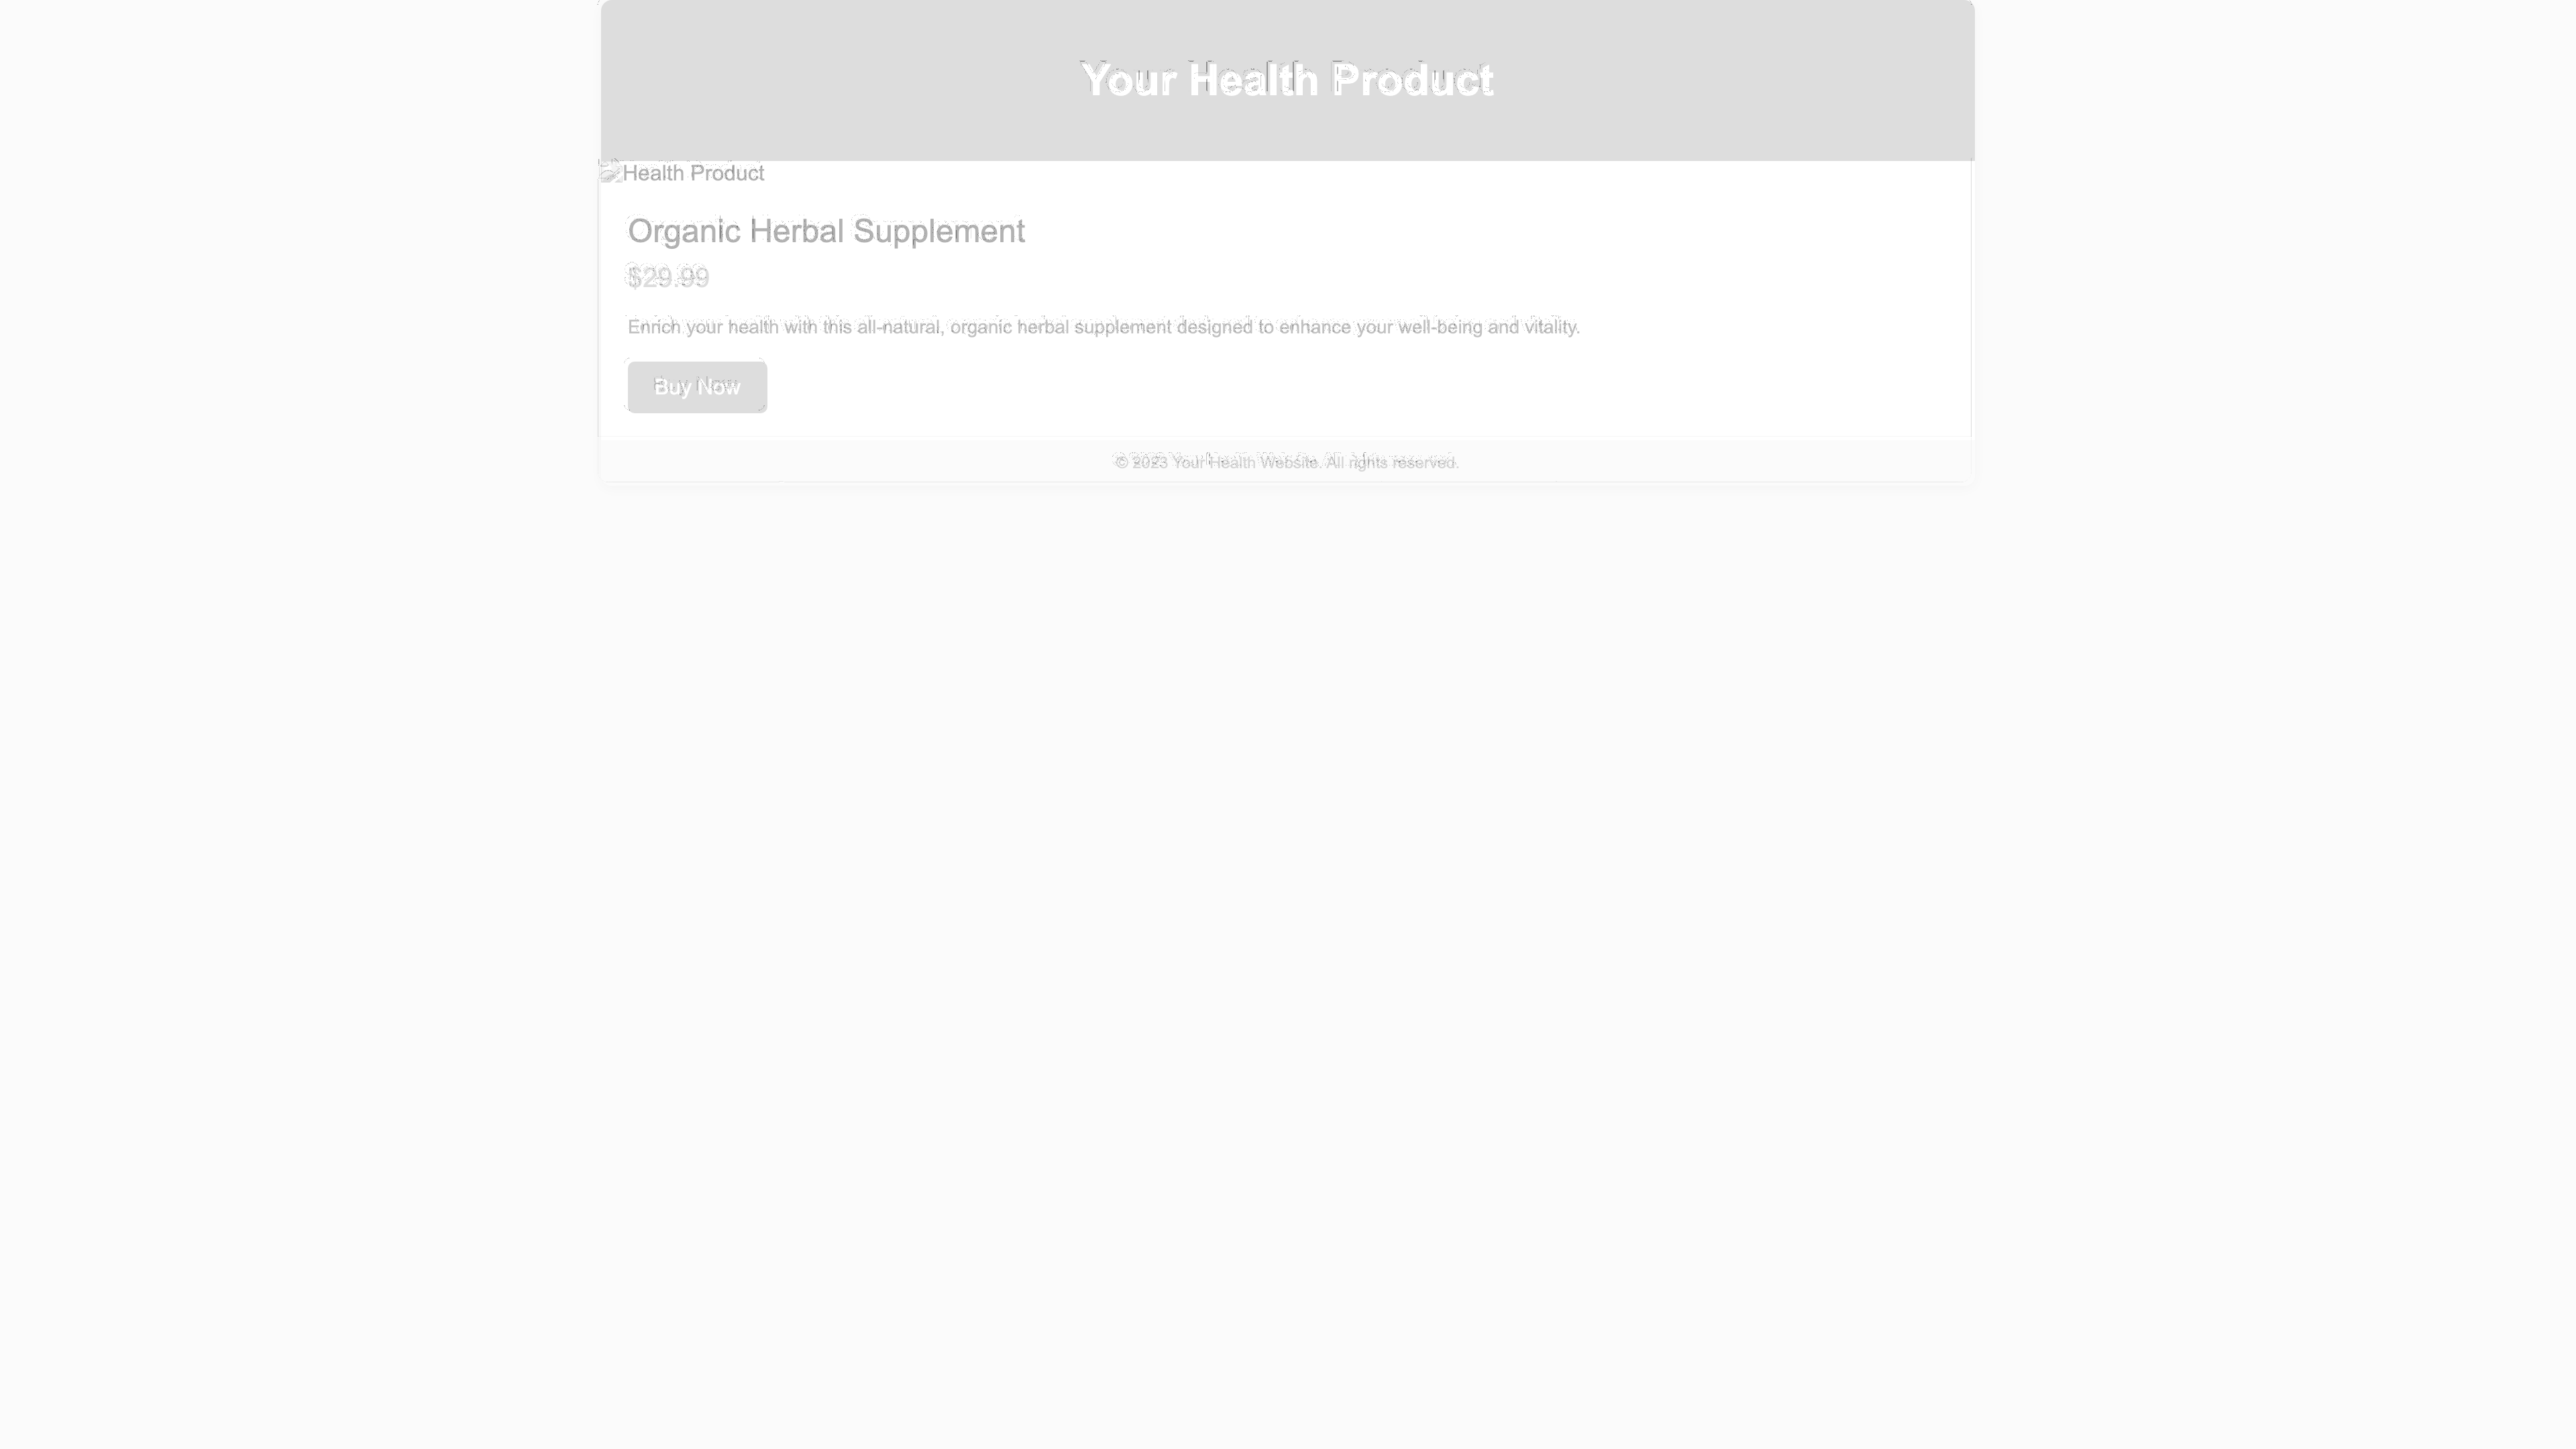 Your Health Product
Health Product
Organic Herbal Supplement
$29.99
Enrich your health with this all-natural, organic herbal supplement designed to enhance your well-being and vitality.
Buy Now
© 2023 Your Health Website. All rights reserved.